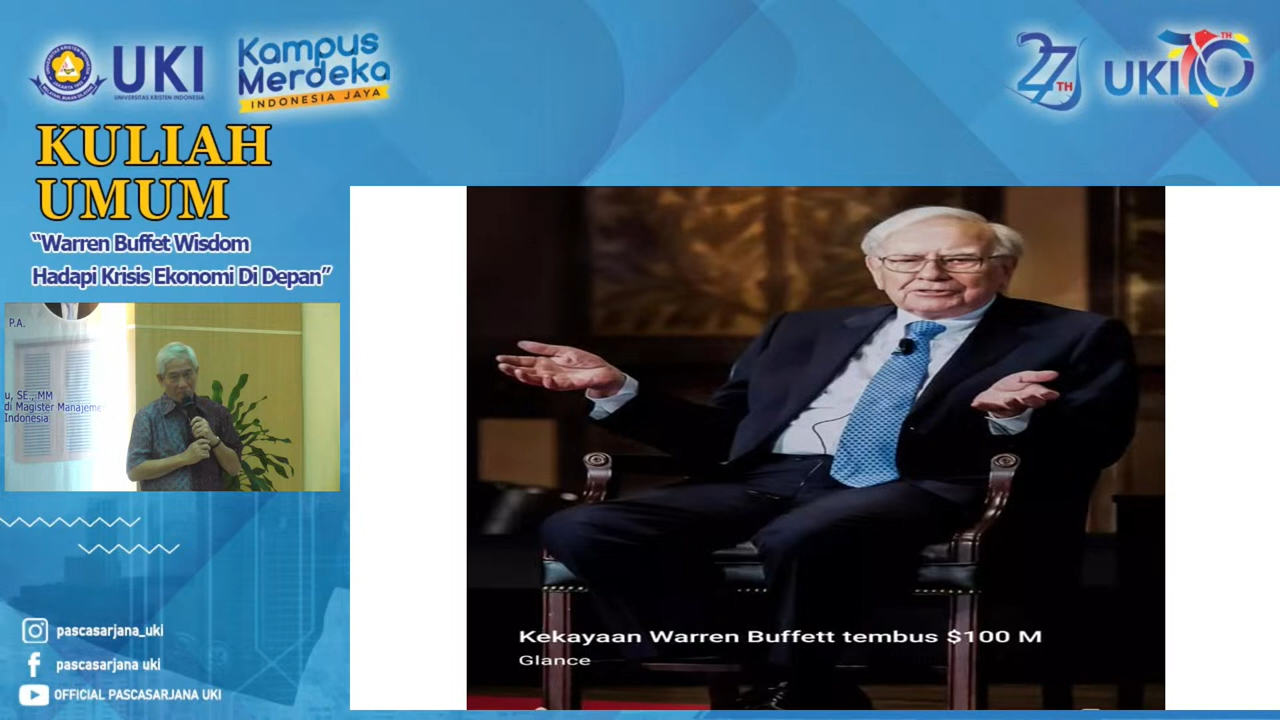 UKI
UNIVERSITAS KRISTEN INDONESIA
Kampus
Merdeka
INDONESIA JAYA
27TH
UKI 70TH
KULIAH
UMUM
“Warren Buffet Wisdom
Hadapi Krisis Ekonomi Di Depan”
P.A.
u, SE., MM
di Magister Manajeme
Indonesia
Kekayaan Warren Buffett tembus $100 M
Glance
pascasarjana_uki
pascasarjana uki
OFFICIAL PASCASARJANA UKI